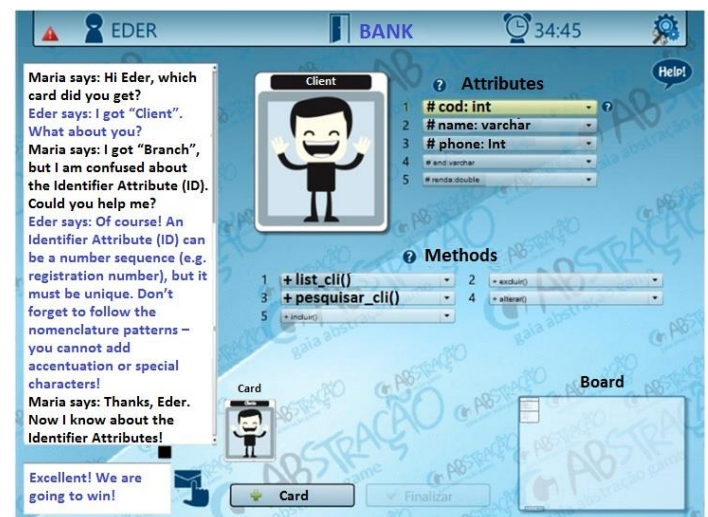 EDER
BANK
34:45
Help!
Maria says: Hi Eder, which
card did you get?
Eder says: I got “Client”.
What about you?
Maria says: I got “Branch”,
but I am confused about
the Identifier Attribute (ID).
Could you help me?
Eder says: Of course! An
Identifier Attribute (ID) can
be a number sequence (e.g.
registration number), but it
must be unique. Don’t
forget to follow the
nomenclature patterns –
you cannot add
accentuation or special
characters!
Maria says: Thanks, Eder.
Now I know about the
Identifier Attributes!
Excellent! We are
going to win!
Client
? Attributes
1 # cod: int ?
2 # name: varchar
3 # phone: Int
4 # end:varchar
5 # renda:double
? Methods
1 + list_cli()
2 + excluir()
3 + pesquisar_cli()
4 + alterar()
5 + incluir()
Card
Board
+ Card
Finalizar
ABSTRAÇÃO
gaia abstração game